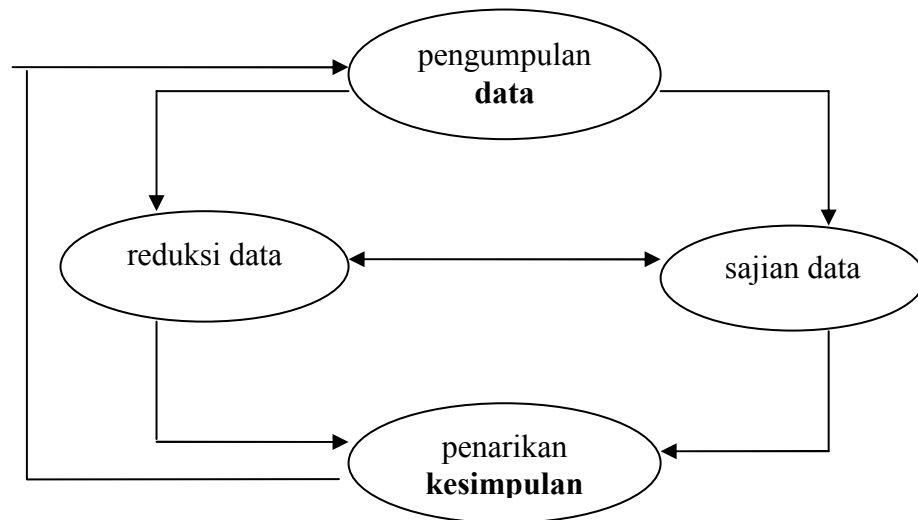 pengumpulan
data
reduksi data
sajian data
penarikan
kesimpulan